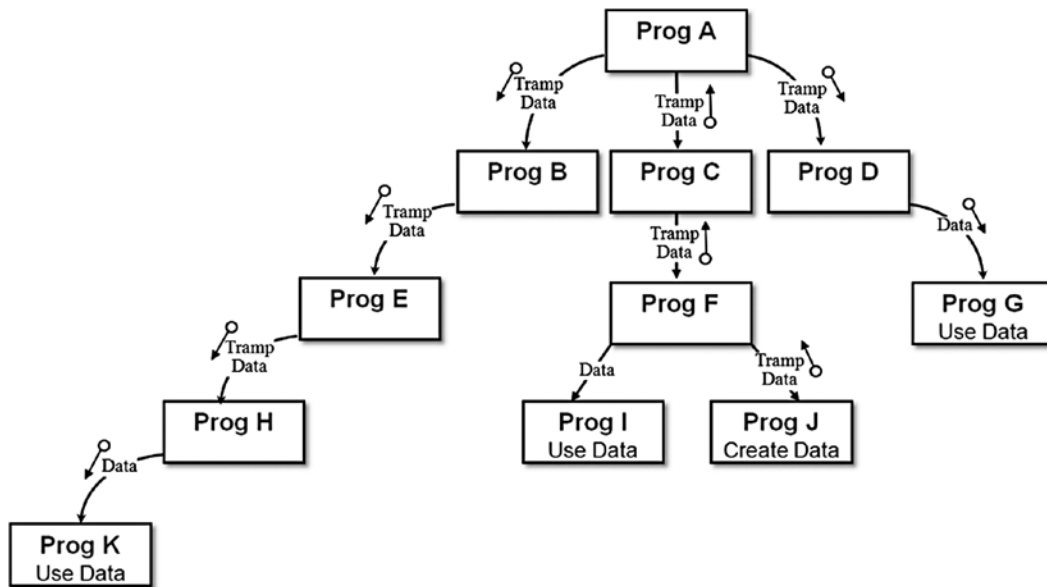 Prog A
Tramp
Data
Tramp
Data
Tramp
Data
Prog B
Prog C
Prog D
Tramp
Data
Tramp
Data
Data
Prog E
Prog F
Prog G
Use Data
Tramp
Data
Data
Tramp
Data
Prog H
Prog I
Use Data
Prog J
Create Data
Data
Prog K
Use Data